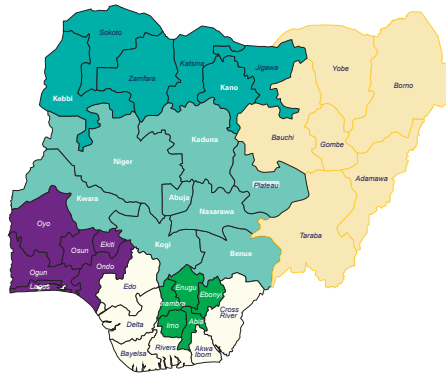 Sokoto
Katsina
Jigawa
Yobe
Borno
Zamfara
Kano
Kebbi
Bauchi
Gombe
Kaduna
Niger
Adamawa
Plateau
Kwara
Abuja
Nasarawa
Taraba
Oyo
Kogi
Benue
Ekiti
Osun
Ondo
Ogun
Lagos
Edo
Enugu
Ebonyi
nambra
Cross
River
Delta
Imo
Abia
Bayelsa
Rivers
Akwa
Ibom